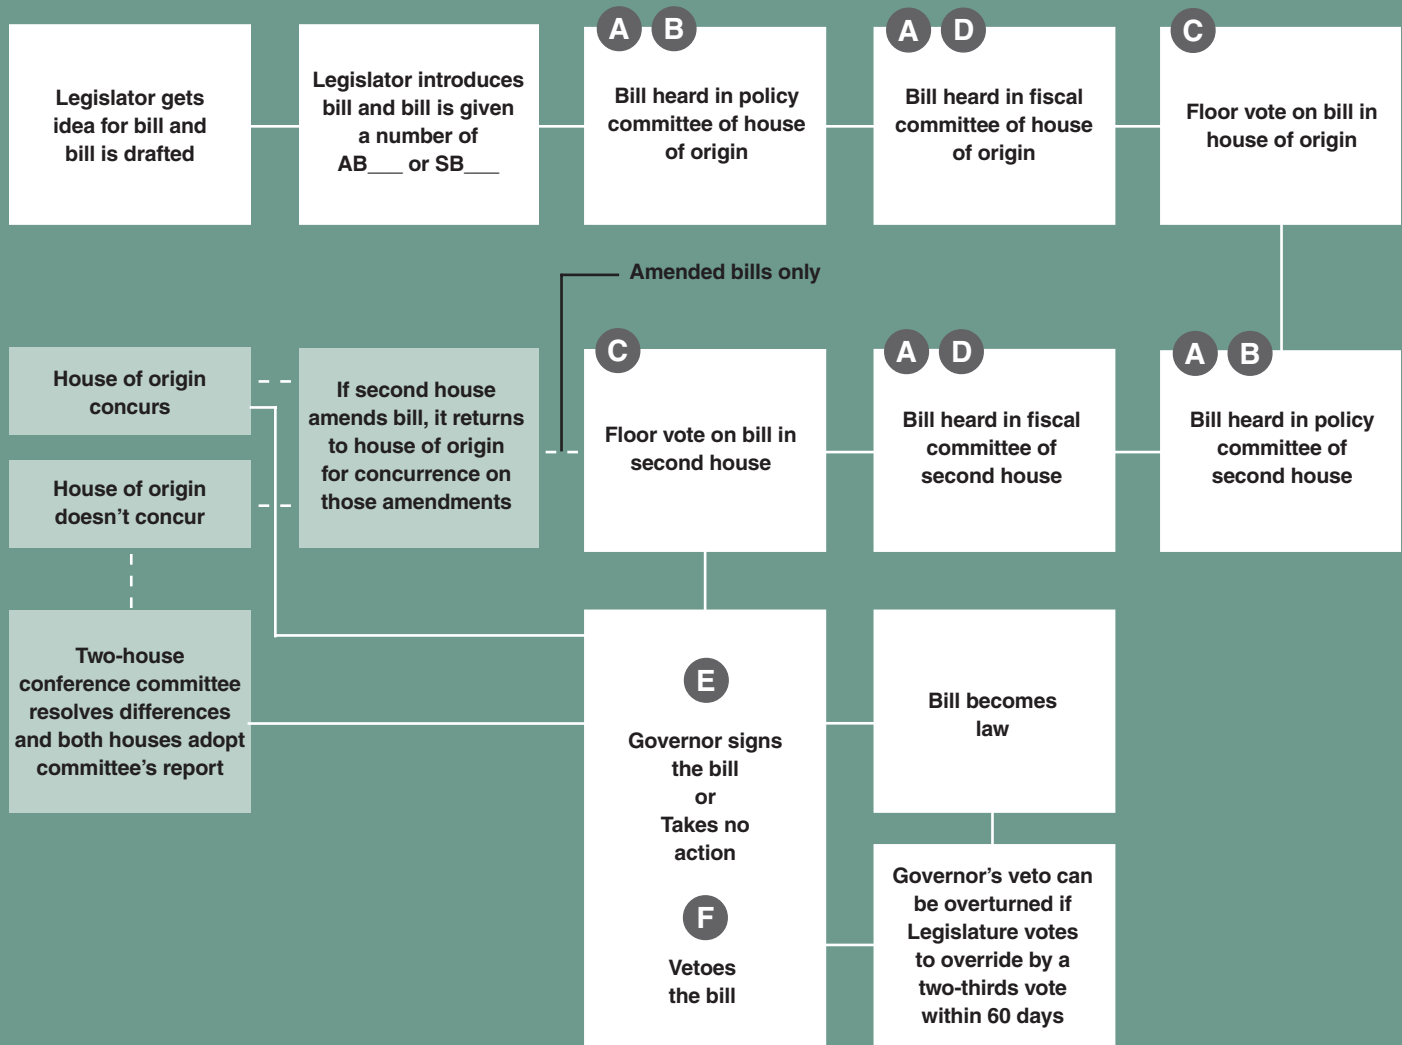 Legislator gets
idea for bill and
bill is drafted
Legislator introduces
bill and bill is given
a number of
AB___ or SB___
A B
Bill heard in policy
committee of house
of origin
A D
Bill heard in fiscal
committee of house
of origin
C
Floor vote on bill in
house of origin
Amended bills only
House of origin
concurs
House of origin
doesn't concur
If second house
amends bill, it returns
to house of origin
for concurrence on
those amendments
C
Floor vote on bill in
second house
A D
Bill heard in fiscal
committee of
second house
A B
Bill heard in policy
committee of
second house
Two-house
conference committee
resolves differences
and both houses adopt
committee's report
E
Governor signs
the bill
or
Takes no
action
F
Vetoes
the bill
Bill becomes
law
Governor's veto can
be overturned if
Legislature votes
to override by a
two-thirds vote
within 60 days